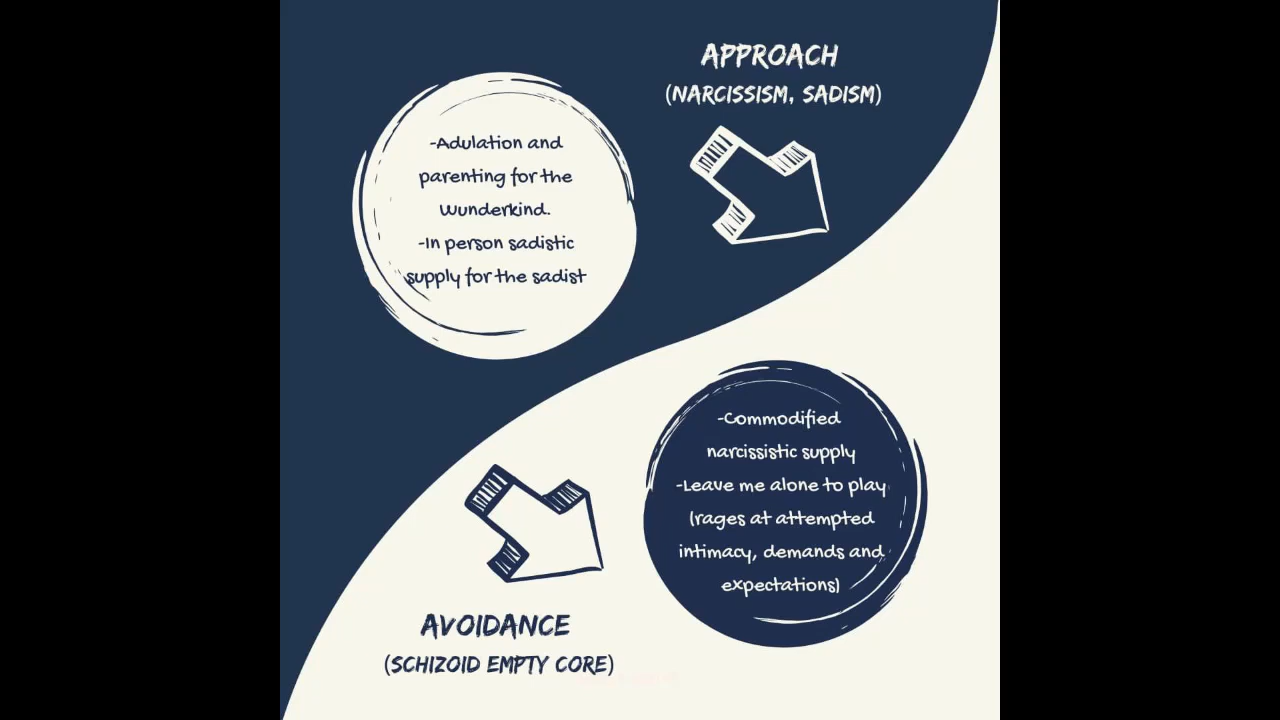 APPROACH
(NARCISSISM, SADISM)
-Adulation and
parenting for the
wunderkind.
-In person sadistic
supply for the sadist
-Commodified
narcissistic supply
-Leave me alone to play
(rages at attempted
intimacy, demands and
expectations)
AVOIDANCE
(SCHIZOID EMPTY CORE)